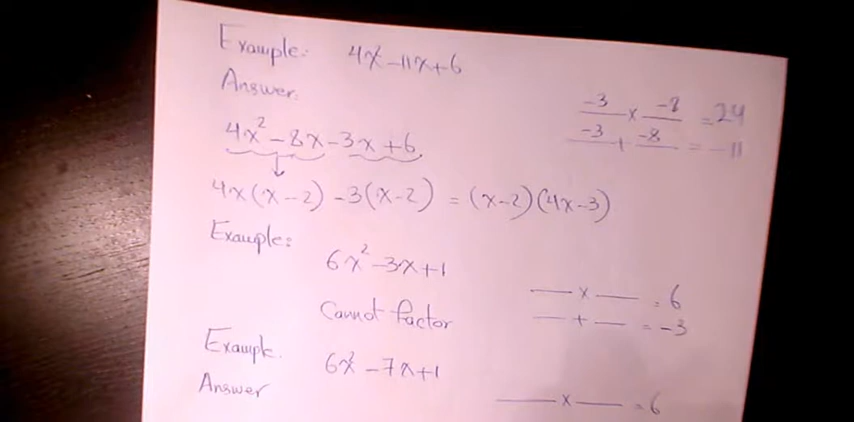 Example: 4x² -11x+6
Answer:
-3 x -8 = 24
-3 + -8 = -11
4x² - 8x - 3x + 6
4x(x-2) -3(x-2) = (x-2)(4x-3)
Example:
6x² -3x+1
__ x __ = 6
Cannot factor
__ + __ = -3
Example.
6x² - 7x+1
Answer
__ x __ = 6